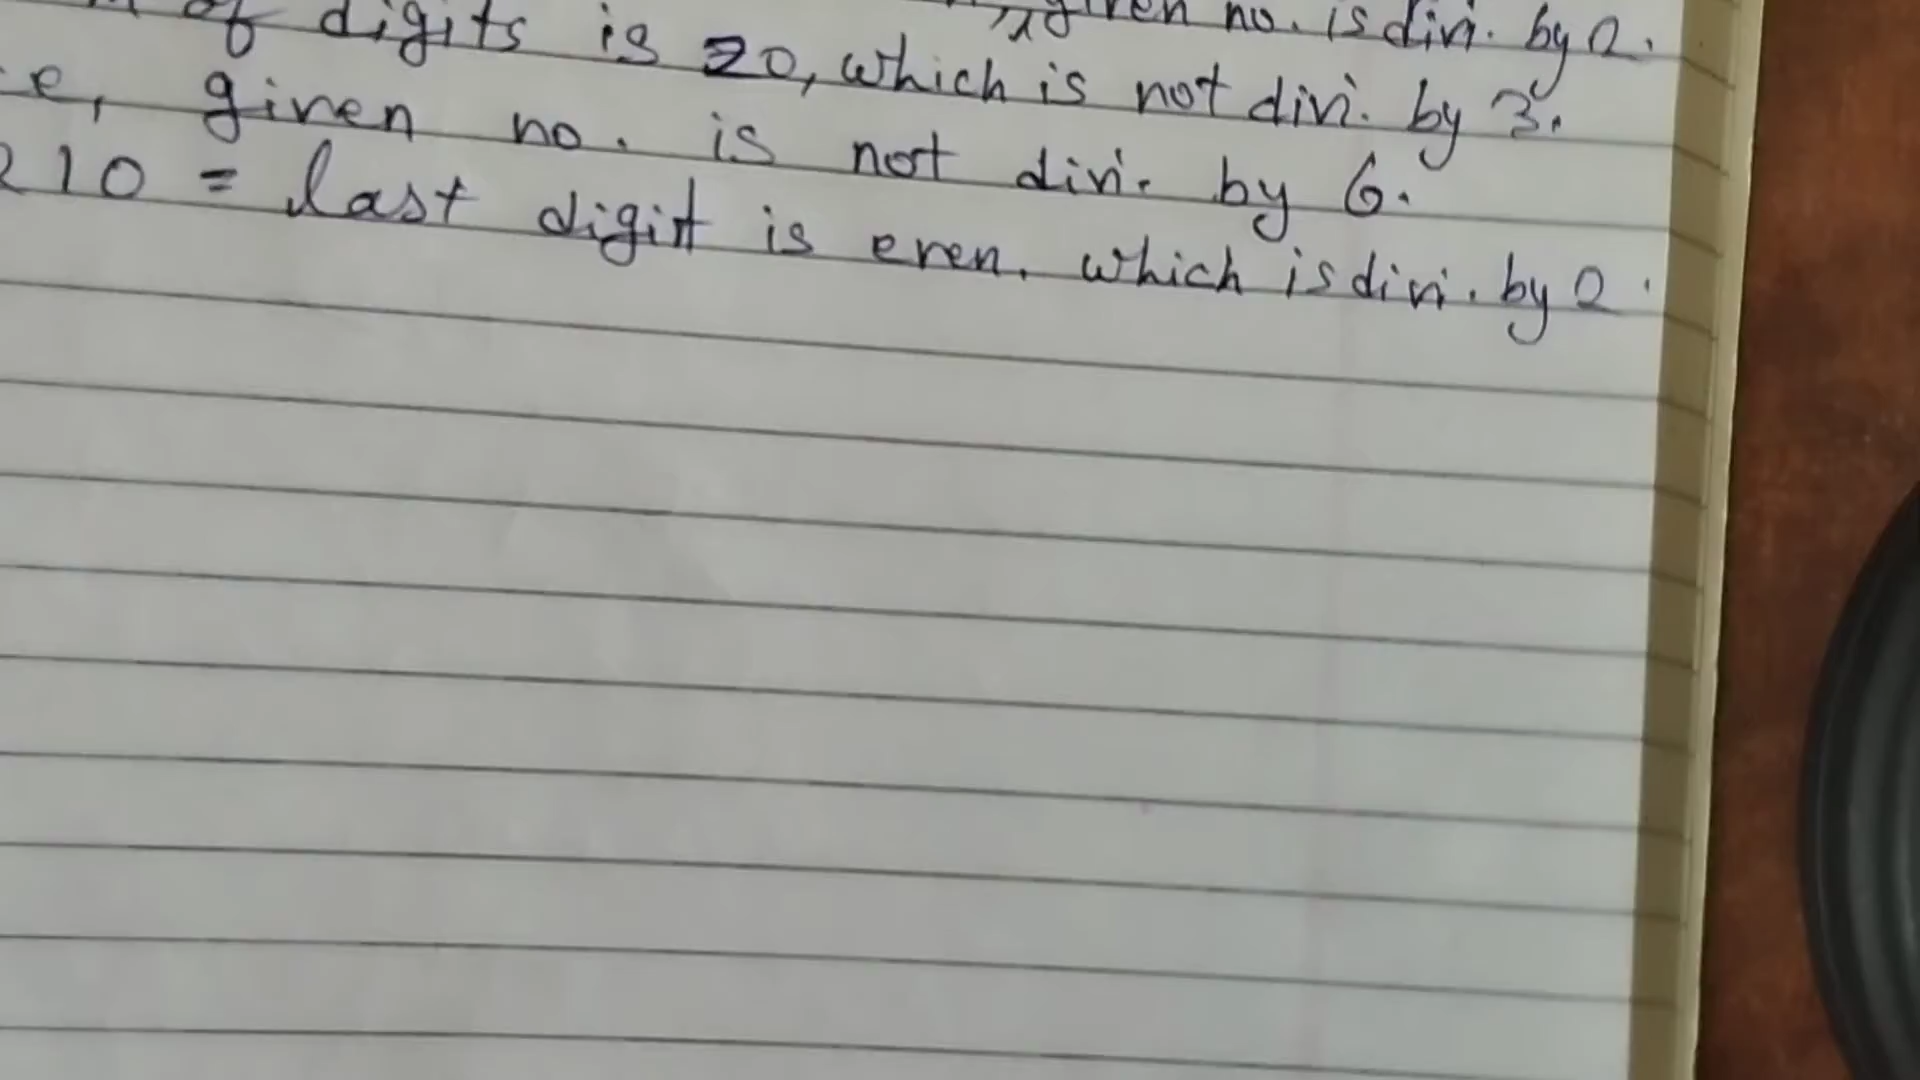 of digits is 20, which is not divi. by 3.
given no. is divi. by 2.
e, given no. is not divi. by 6.
210 = last digit is even. which is divi. by 2.